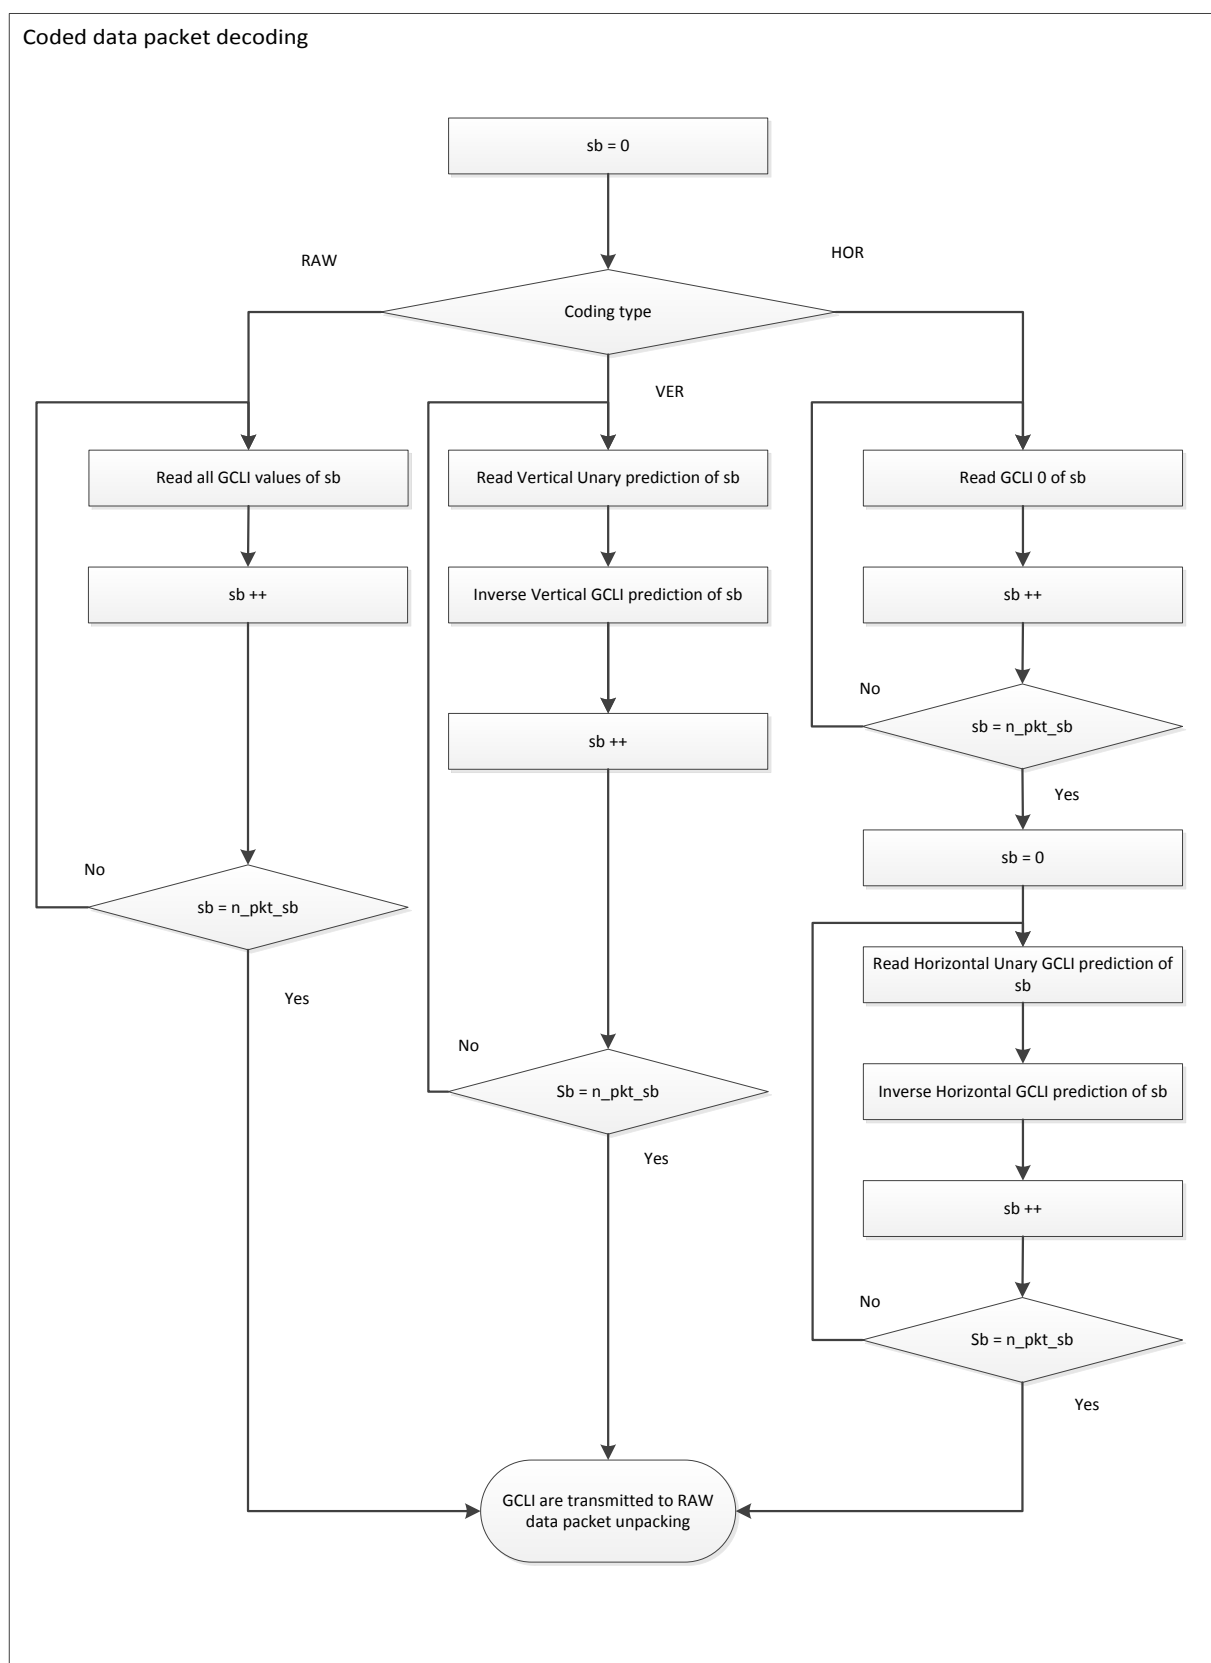 Coded data packet decoding
sb = 0
RAW
HOR
Coding type
VER
Read all GCLI values of sb
Read Vertical Unary prediction of sb
Read GCLI 0 of sb
sb ++
Inverse Vertical GCLI prediction of sb
sb ++
No
sb = n_pkt_sb
sb ++
Yes
sb = 0
No
sb = n_pkt_sb
Read Horizontal Unary GCLI prediction of
sb
Yes
No
Sb = n_pkt_sb
Inverse Horizontal GCLI prediction of sb
Yes
sb ++
No
Sb = n_pkt_sb
Yes
GCLI are transmitted to RAW
data packet unpacking